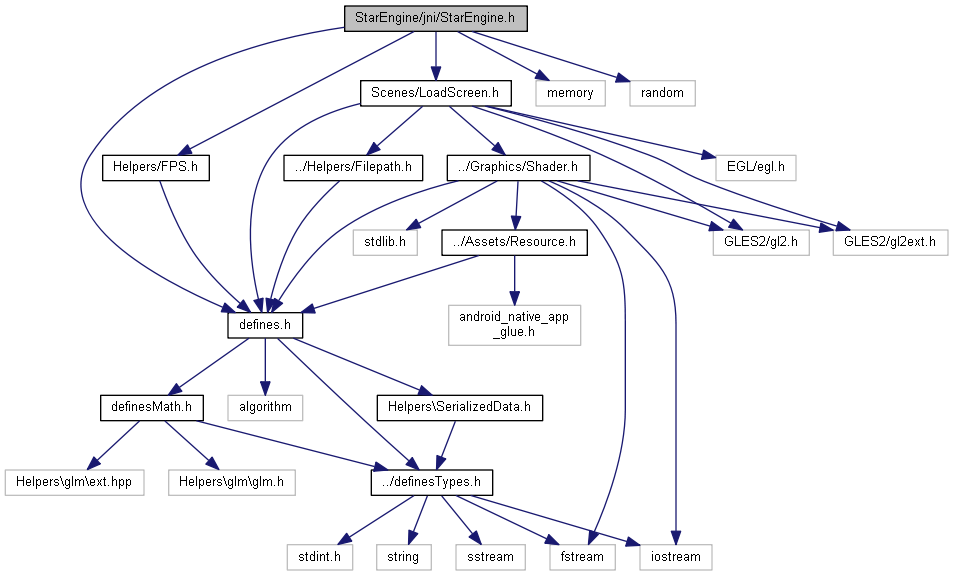 StarEngine/jni/StarEngine.h
Scenes/LoadScreen.h
memory
random
Helpers/FPS.h
../Helpers/Filepath.h
../Graphics/Shader.h
EGL/egl.h
stdlib.h
../Assets/Resource.h
GLES2/gl2.h
GLES2/gl2ext.h
android_native_app
_glue.h
defines.h
definesMath.h
algorithm
Helpers\SerializedData.h
Helpers\glm\ext.hpp
Helpers\glm\glm.h
../definesTypes.h
stdint.h
string
sstream
fstream
iostream